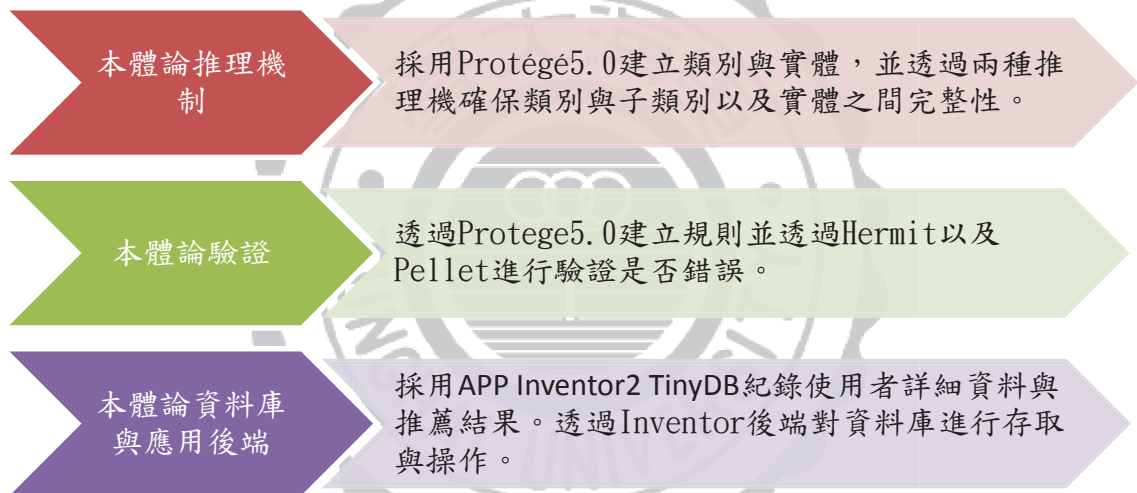 本體論推理機
制
採用Protégé5.0建立類別與實體，並透過兩種推
理機確保類別與子類別以及實體之間完整性。
本體論驗證
透過Protege5.0建立規則並透過Hermit以及
Pellet進行驗證是否錯誤。
本體論資料庫
與應用後端
採用APP Inventor2 TinyDB紀錄使用者詳細資料與
推薦結果。透過Inventor後端對資料庫進行存取
與操作。